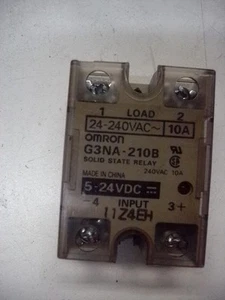 1 LOAD 2
24-240VAC~ 10A
OMRON
G3NA-210B
SOLID STATE RELAY
240VAC 10A
MADE IN CHINA
5-24VDC
-4 INPUT 3+
11Z4EH